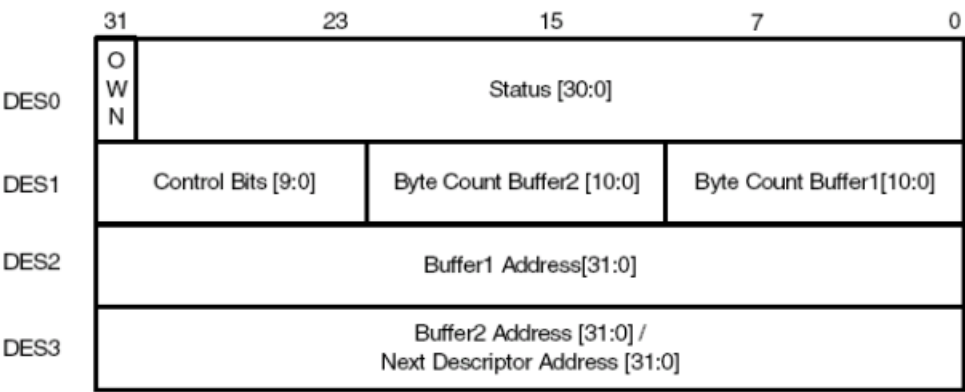 31 23 15 7 0
DES0
O
W
N
Status [30:0]
DES1
Control Bits [9:0]
Byte Count Buffer2 [10:0]
Byte Count Buffer1[10:0]
DES2
Buffer1 Address[31:0]
DES3
Buffer2 Address [31:0] /
Next Descriptor Address [31:0]